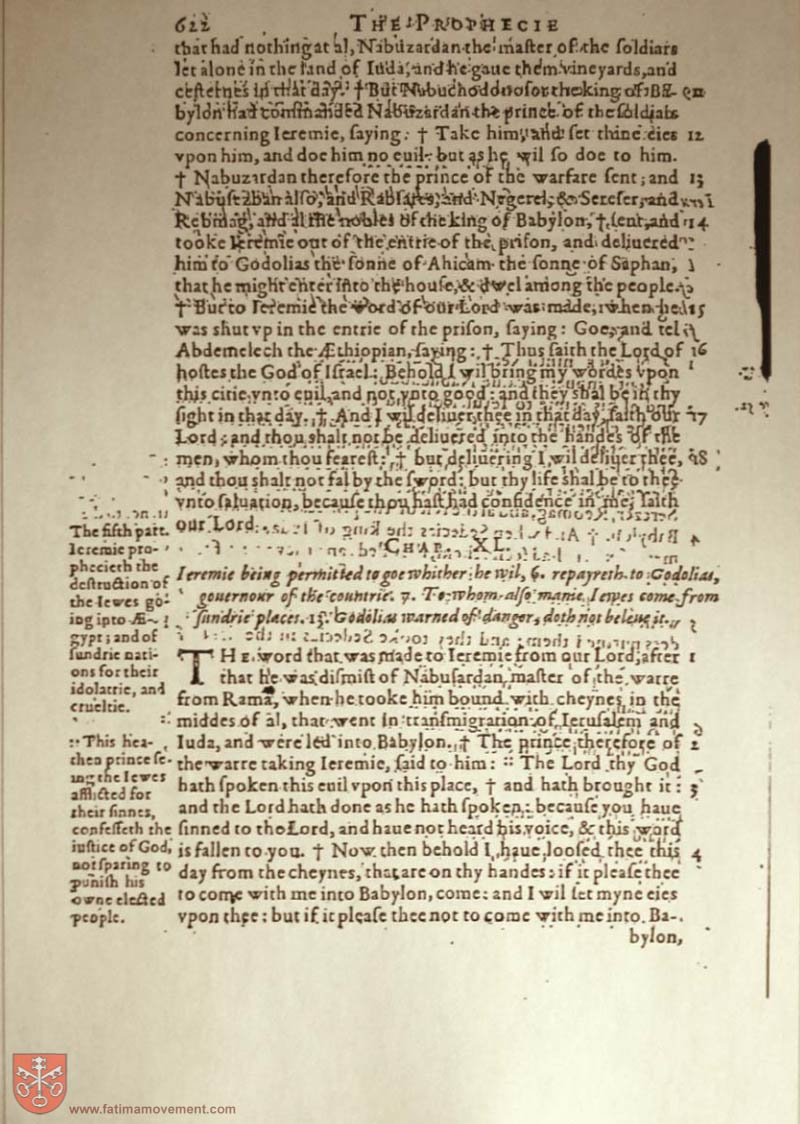 622 THE PROPHECIE
that had nothing at al, Nabuzardan the master of the soldiars
let alone in the land of Iuda, and he gaue them vineyards, and
cesternes in that day. † But Nabuchodonosor the king of Ba-
bylon had commanded Nabuzardan the prince of the soldiars
concerning Ieremie, saying: † Take him, and set thine eies 12
vpon him, and doe him no euil: but as he wil so doe to him.
† Nabuzardan therefore the prince of the warfare sent; and 13
Nabusezban also, and Rabsares, and Neregel, & Sereser, and
Rebmag, and al the nobles of the king of Babylon, † sent, and 14
tooke Ieremie out of the entrie of the prison, and deliuered
him to Godolias the sonne of Ahicam the sonne of Saphan,
that he might enter into the house, & dwel among the people.
† But to Ieremie the word of our Lord was made, when he 15
was shut vp in the entrie of the prison, saying: Goe, and tel
Abdemelech the Æthiopian, saying: † Thus saith the Lord of 16
hostes the God of Israel: Behold I wil bring my wordes vpon
this citie vnto euil, and not vnto good: and they shal be in thy
sight in that day. † And I wil deliuer thee in that day, saith our 17
Lord: and thou shalt not be deliuered into the handes of the
men, whom thou fearest: † but deliuering I wil deliuer thee, 18
and thou shalt not fal by the sword: but thy life shal be to thee
vnto saluation, because thou hast had confidence in me, saith
our Lord.
CHAP. XL.
Ieremie being permitted to goe whither he wil, 6. repayreth to Godolias,
gouernour of the countrie. 7. To whom also manie Iewes come from
sundrie places. 15. Godolias warned of danger, doth not beleue it.
The fifth part.
Ieremie pro-
phecieth the
destruction of
the Iewes go-
ing into Æ-
gypt; and of
sundrie nati-
ons for their
idolatrie, and
crueltie.
THE word that was made to Ieremie from our Lord, after 1
that he was dismist of Nabusardan, master of the warre
from Rama, when he tooke him bound with cheynes in the
middes of al, that went in transmigration of Ierusalem and
Iuda, and were led into Babylon. † The prince therefore of 2
the warre taking Ieremie, said to him: :: The Lord thy God
hath spoken this euil vpon this place, † and hath brought it: 3
and the Lord hath done as he hath spoken: because you haue
sinned to the Lord, and haue not heard his voice, & this word
is fallen to you. † Now then behold I haue loosed thee this 4
day from the cheynes, that are on thy handes: if it please thee
to come with me into Babylon, come: and I wil set myne eies
vpon thee: but if it please thee not to come with me into Ba-
bylon,
:: This hea-
then prince se-
ing the Iewes
afflicted for
their sinnes,
confesseth the
iustice of God,
not sparing to
punish his
owne elected
people.
www.fatimamovement.com